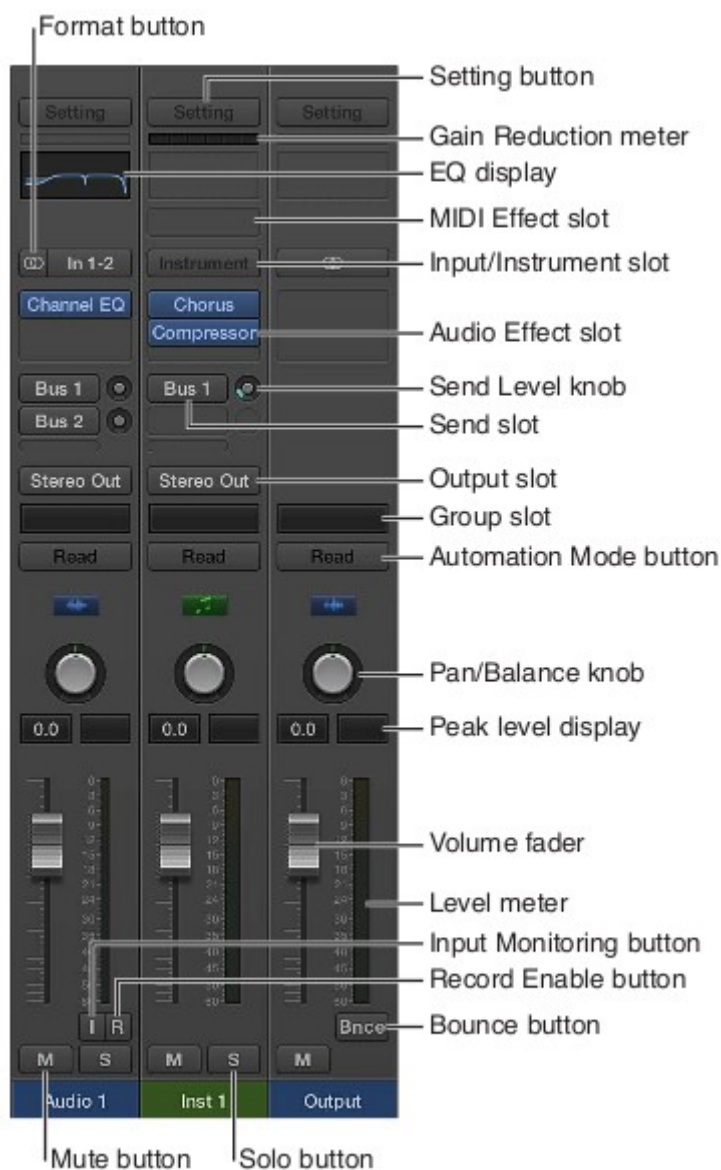 Format button
Setting button
Setting Setting Setting
Gain Reduction meter
EQ display
MIDI Effect slot
In 1-2 Instrument Input/Instrument slot
Channel EQ Chorus
Compressor Audio Effect slot
Bus 1 Bus 1 Send Level knob
Bus 2 Send slot
Stereo Out Stereo Out Output slot
Group slot
Read Read Read Automation Mode button
Pan/Balance knob
0.0 0.0 0.0 Peak level display
Volume fader
Level meter
Input Monitoring button
Record Enable button
I R Bnce Bounce button
M S M S M
Audio 1 Inst 1 Output
Mute button Solo button